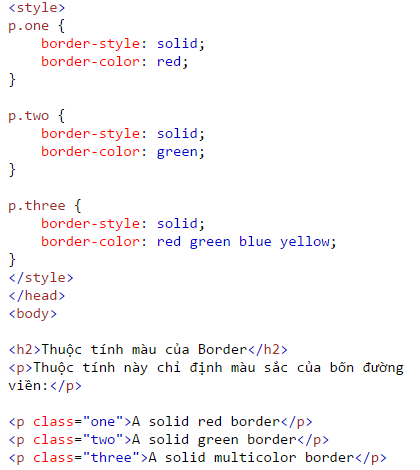 <style>
p.one {
    border-style: solid;
    border-color: red;
}

p.two {
    border-style: solid;
    border-color: green;
}

p.three {
    border-style: solid;
    border-color: red green blue yellow;
}
</style>
</head>
<body>

<h2>Thuộc tính màu của Border</h2>
<p>Thuộc tính này chỉ định màu sắc của bốn đường
viền:</p>

<p class="one">A solid red border</p>
<p class="two">A solid green border</p>
<p class="three">A solid multicolor border</p>